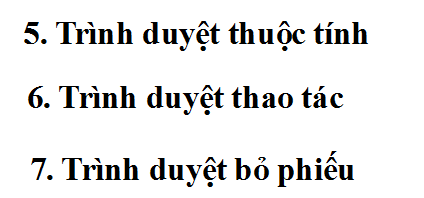 5. Trình duyệt thuộc tính
6. Trình duyệt thao tác
7. Trình duyệt bỏ phiếu